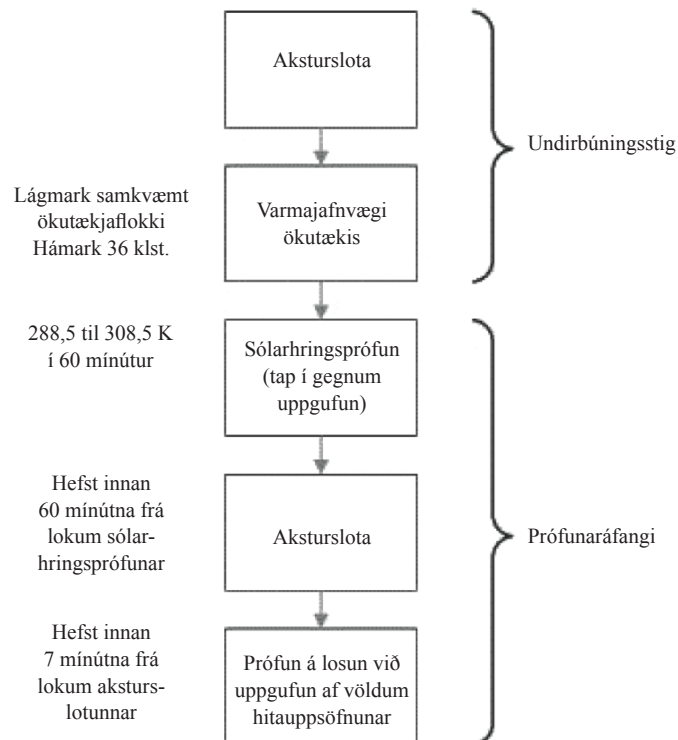 Aksturslota
Undirbúningsstig
Lágmark samkvæmt
ökutækjaflokki
Hámark 36 klst.
Varmajafnvægi
ökutækis
288,5 til 308,5 K
í 60 mínútur
Sólarhringsprófun
(tap í gegnum
uppgufun)
Hefst innan
60 mínútna frá
lokum sólar-
hringsprófunar
Aksturslota
Prófunaráfangi
Hefst innan
7 mínútna frá
lokum aksturs-
lotunnar
Prófun á losun við
uppgufun af völdum
hitauppsöfnunar